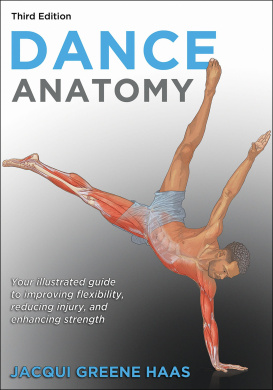 Third Edition
DANCE
ANATOMY
Your illustrated guide
to improving flexibility,
reducing injury, and
enhancing strength
JACQUI GREENE HAAS